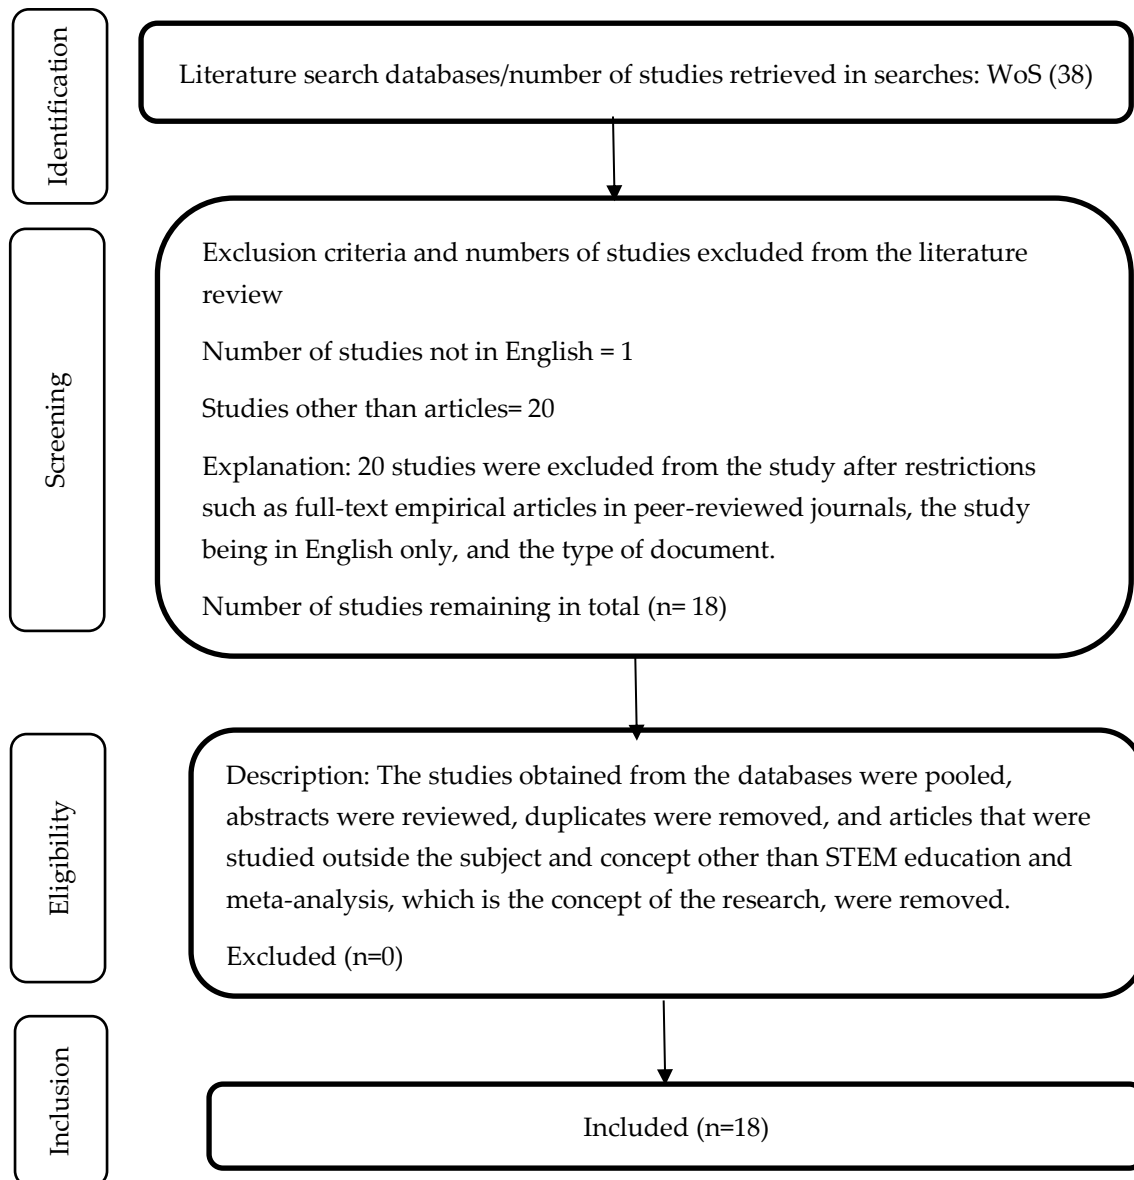 Identification
Literature search databases/number of studies retrieved in searches: WoS (38)
Screening
Exclusion criteria and numbers of studies excluded from the literature
review
Number of studies not in English = 1
Studies other than articles= 20
Explanation: 20 studies were excluded from the study after restrictions
such as full-text empirical articles in peer-reviewed journals, the study
being in English only, and the type of document.
Number of studies remaining in total (n= 18)
Eligibility
Description: The studies obtained from the databases were pooled,
abstracts were reviewed, duplicates were removed, and articles that were
studied outside the subject and concept other than STEM education and
meta-analysis, which is the concept of the research, were removed.
Excluded (n=0)
Inclusion
Included (n=18)